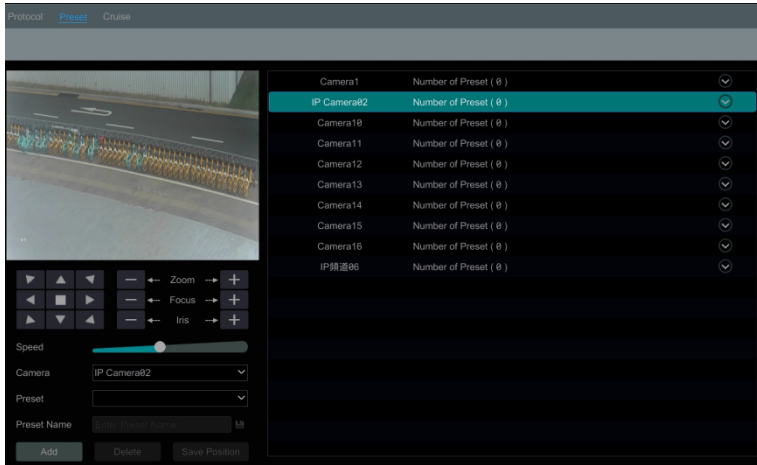 Protocol Preset Cruise
Camera1 Number of Preset ( 0 )
IP Camera02 Number of Preset ( 0 )
Camera10 Number of Preset ( 0 )
Camera11 Number of Preset ( 0 )
Camera12 Number of Preset ( 0 )
Camera13 Number of Preset ( 0 )
Camera14 Number of Preset ( 0 )
Camera15 Number of Preset ( 0 )
Camera16 Number of Preset ( 0 )
IP頻道06 Number of Preset ( 0 )
Zoom
Focus
Iris
Speed
Camera IP Camera02
Preset
Preset Name Enter Preset Name
Add Delete Save Position